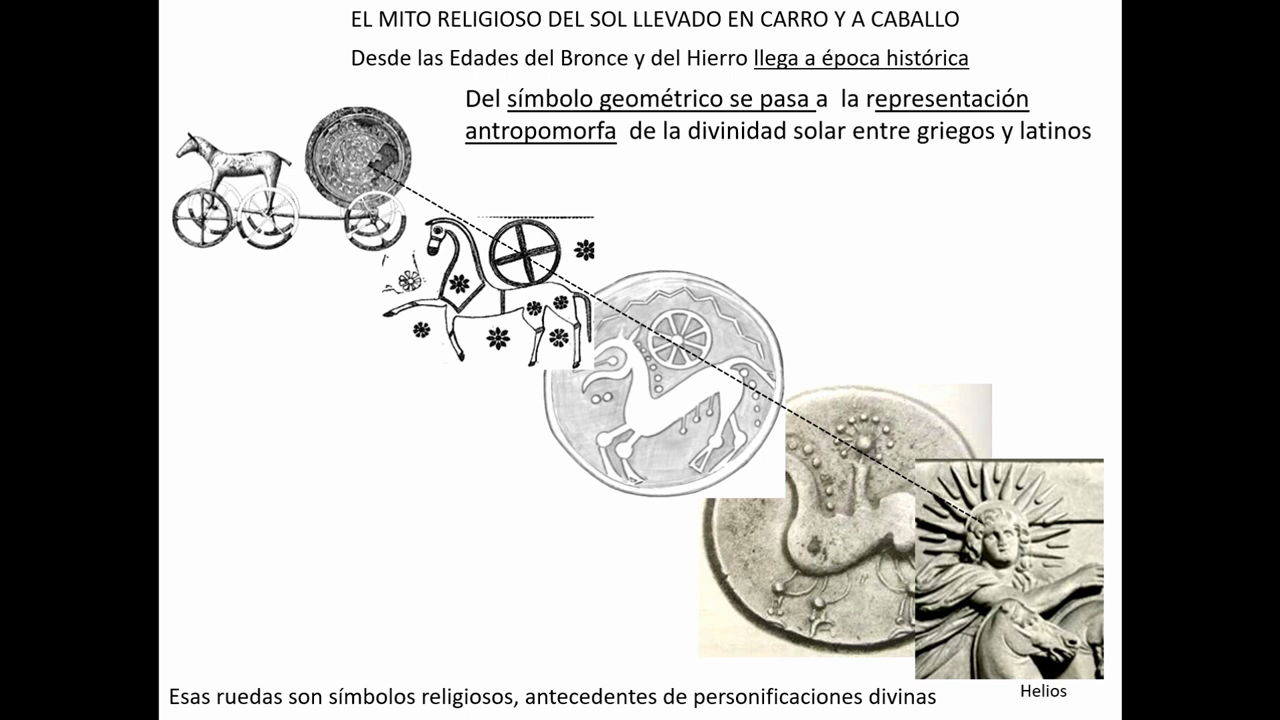 EL MITO RELIGIOSO DEL SOL LLEVADO EN CARRO Y A CABALLO
Desde las Edades del Bronce y del Hierro llega a época histórica
Del símbolo geométrico se pasa a la representación
antropomorfa de la divinidad solar entre griegos y latinos
Helios
Esas ruedas son símbolos religiosos, antecedentes de personificaciones divinas